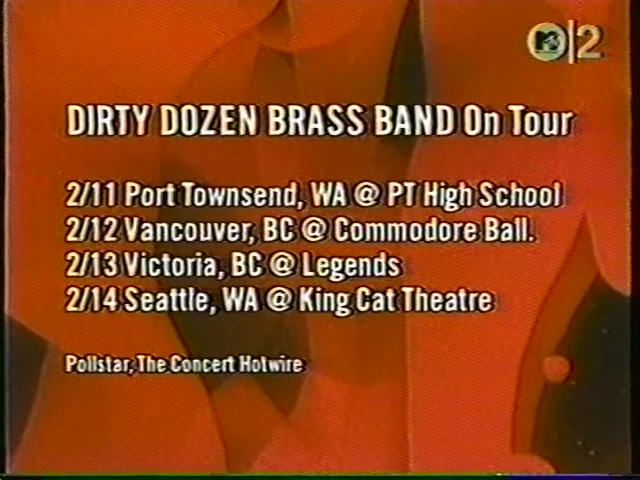 MTV 2
DIRTY DOZEN BRASS BAND On Tour
2/11 Port Townsend, WA @ PT High School
2/12 Vancouver, BC @ Commodore Ball.
2/13 Victoria, BC @ Legends
2/14 Seattle, WA @ King Cat Theatre
Pollstar, The Concert Hotwire